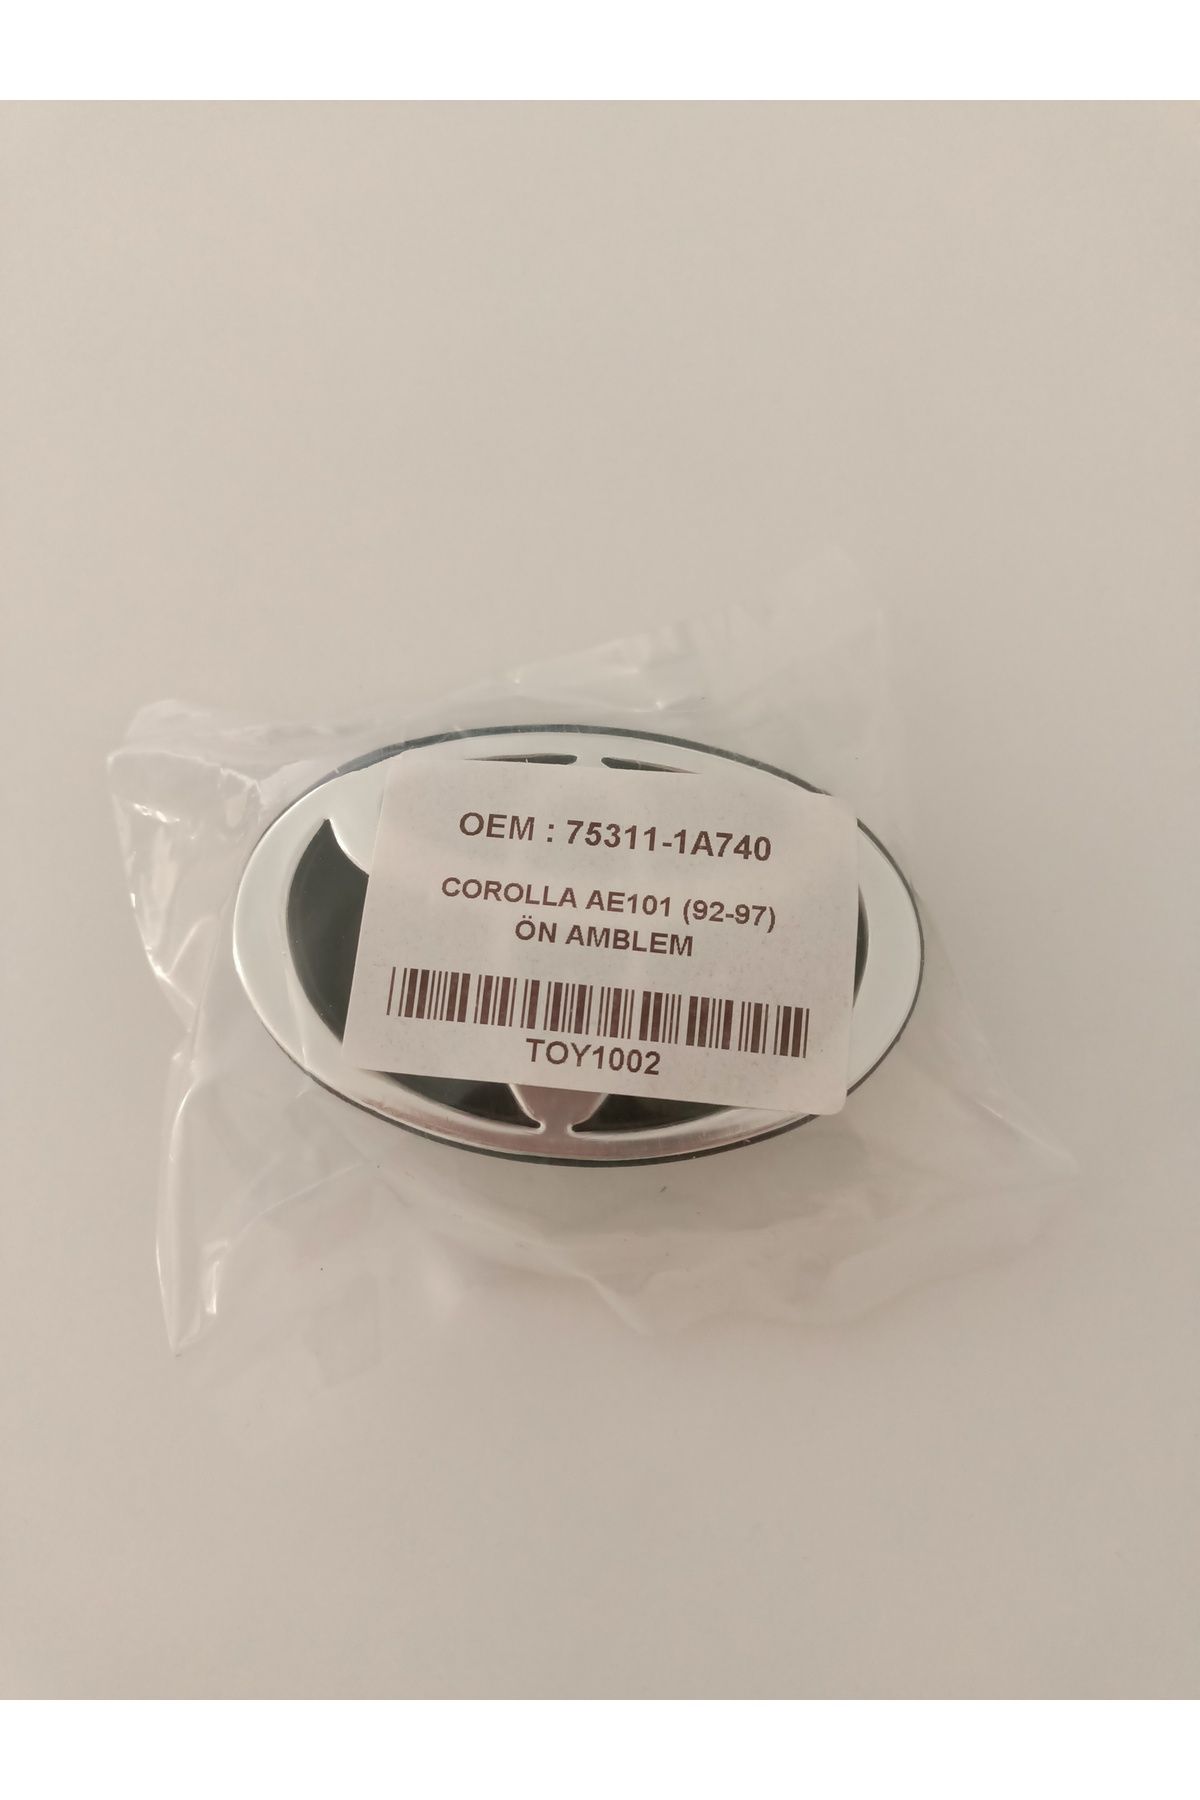 OEM : 75311-1A740
COROLLA AE101 (92-97)
ÖN AMBLEM
TOY1002